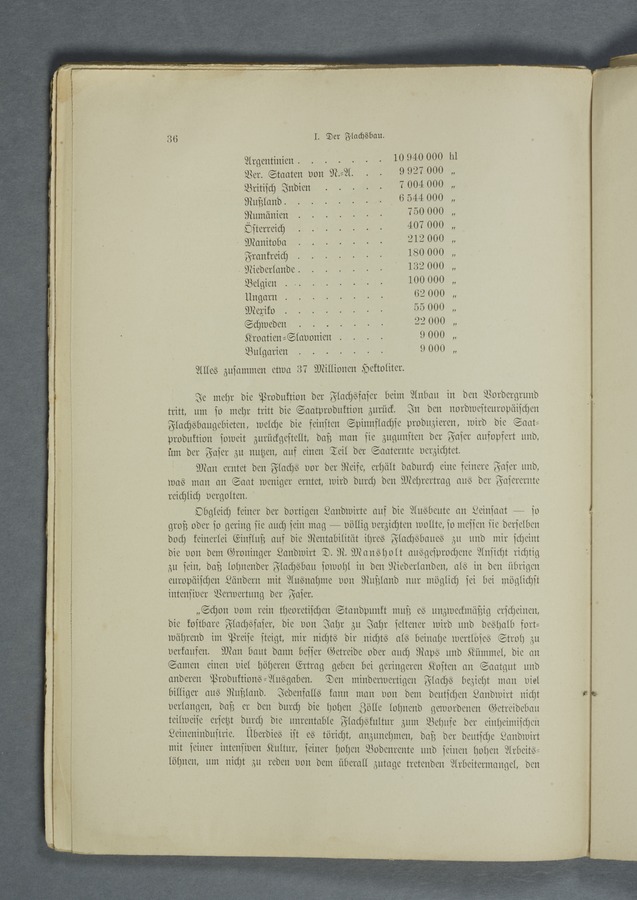 36
I. Der Flachsbau.
Argentinien . . . . . . . 10 940 000 hl
Ver. Staaten von N.=A. . . 9 927 000 „
Britisch Indien . . . . . 7 004 000 „
Rußland . . . . . . . . 6 544 000 „
Rumänien . . . . . . . 750 000 „
Österreich . . . . . . . 407 000 „
Manitoba . . . . . . . 212 000 „
Frankreich . . . . . . . 180 000 „
Niederlande . . . . . . . 132 000 „
Belgien . . . . . . . . 100 000 „
Ungarn . . . . . . . . 62 000 „
Mexiko . . . . . . . . 55 000 „
Schweden . . . . . . . 22 000 „
Kroatien=Slavonien . . . . 9 000 „
Bulgarien . . . . . . . 9 000 „
Alles zusammen etwa 37 Millionen Hektoliter.
Je mehr die Produktion der Flachsfaser beim Anbau in den Vordergrund
tritt, um so mehr tritt die Saatproduktion zurück. In den nordwesteuropäischen
Flachsbaugebieten, welche die feinsten Spinnflachse produzieren, wird die Saat=
produktion soweit zurückgestellt, daß man sie zugunsten der Faser aufopfert und,
um der Faser zu nutzen, auf einen Teil der Saaternte verzichtet.
Man erntet den Flachs vor der Reife, erhält dadurch eine feinere Faser und,
was man an Saat weniger erntet, wird durch den Mehrertrag aus der Faserernte
reichlich vergolten.
Obgleich keiner der dortigen Landwirte auf die Ausbeute an Leinsaat — so
groß oder so gering sie auch sein mag — völlig verzichten wollte, so messen sie derselben
doch keinerlei Einfluß auf die Rentabilität ihres Flachsbaues zu und mir scheint
die von dem Groninger Landwirt D. R. Mansholt ausgesprochene Ansicht richtig
zu sein, daß lohnender Flachsbau sowohl in den Niederlanden, als in den übrigen
europäischen Ländern mit Ausnahme von Rußland nur möglich sei bei möglichst
intensiver Verwertung der Faser.
„Schon vom rein theoretischen Standpunkt muß es unzweckmäßig erscheinen,
die kostbare Flachsfaser, die von Jahr zu Jahr seltener wird und deshalb fort=
während im Preise steigt, mir nichts dir nichts als beinahe wertloses Stroh zu
verkaufen. Man baut dann besser Getreide oder auch Raps und Kümmel, die an
Samen einen viel höheren Ertrag geben bei geringeren Kosten an Saatgut und
anderen Produktions=Ausgaben. Den minderwertigen Flachs bezieht man viel
billiger aus Rußland. Jedenfalls kann man von dem deutschen Landwirt nicht
verlangen, daß er den durch die hohen Zölle lohnend gewordenen Getreidebau
teilweise ersetzt durch die unrentable Flachskultur zum Behufe der einheimischen
Leinenindustrie. Überdies ist es töricht, anzunehmen, daß der deutsche Landwirt
mit seiner intensiven Kultur, seiner hohen Bodenrente und seinen hohen Arbeits=
löhnen, um nicht zu reden von dem überall zutage tretenden Arbeitermangel, den